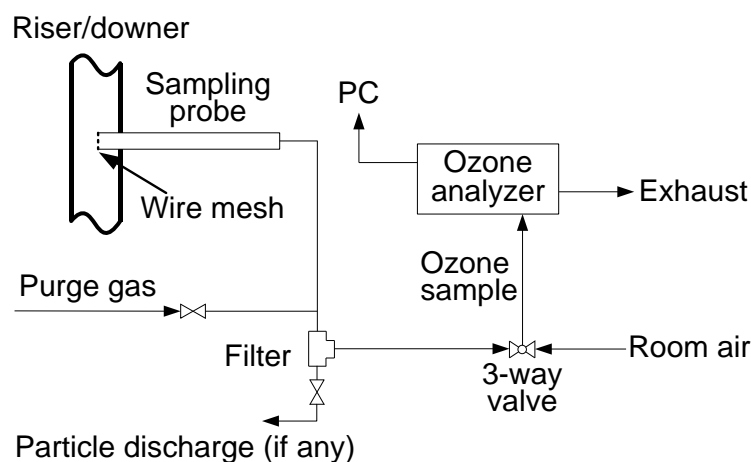 Riser/downer
Sampling
probe
PC
Ozone
analyzer
Exhaust
Wire mesh
Ozone
sample
Purge gas
Filter
Room air
3-way
valve
Particle discharge (if any)